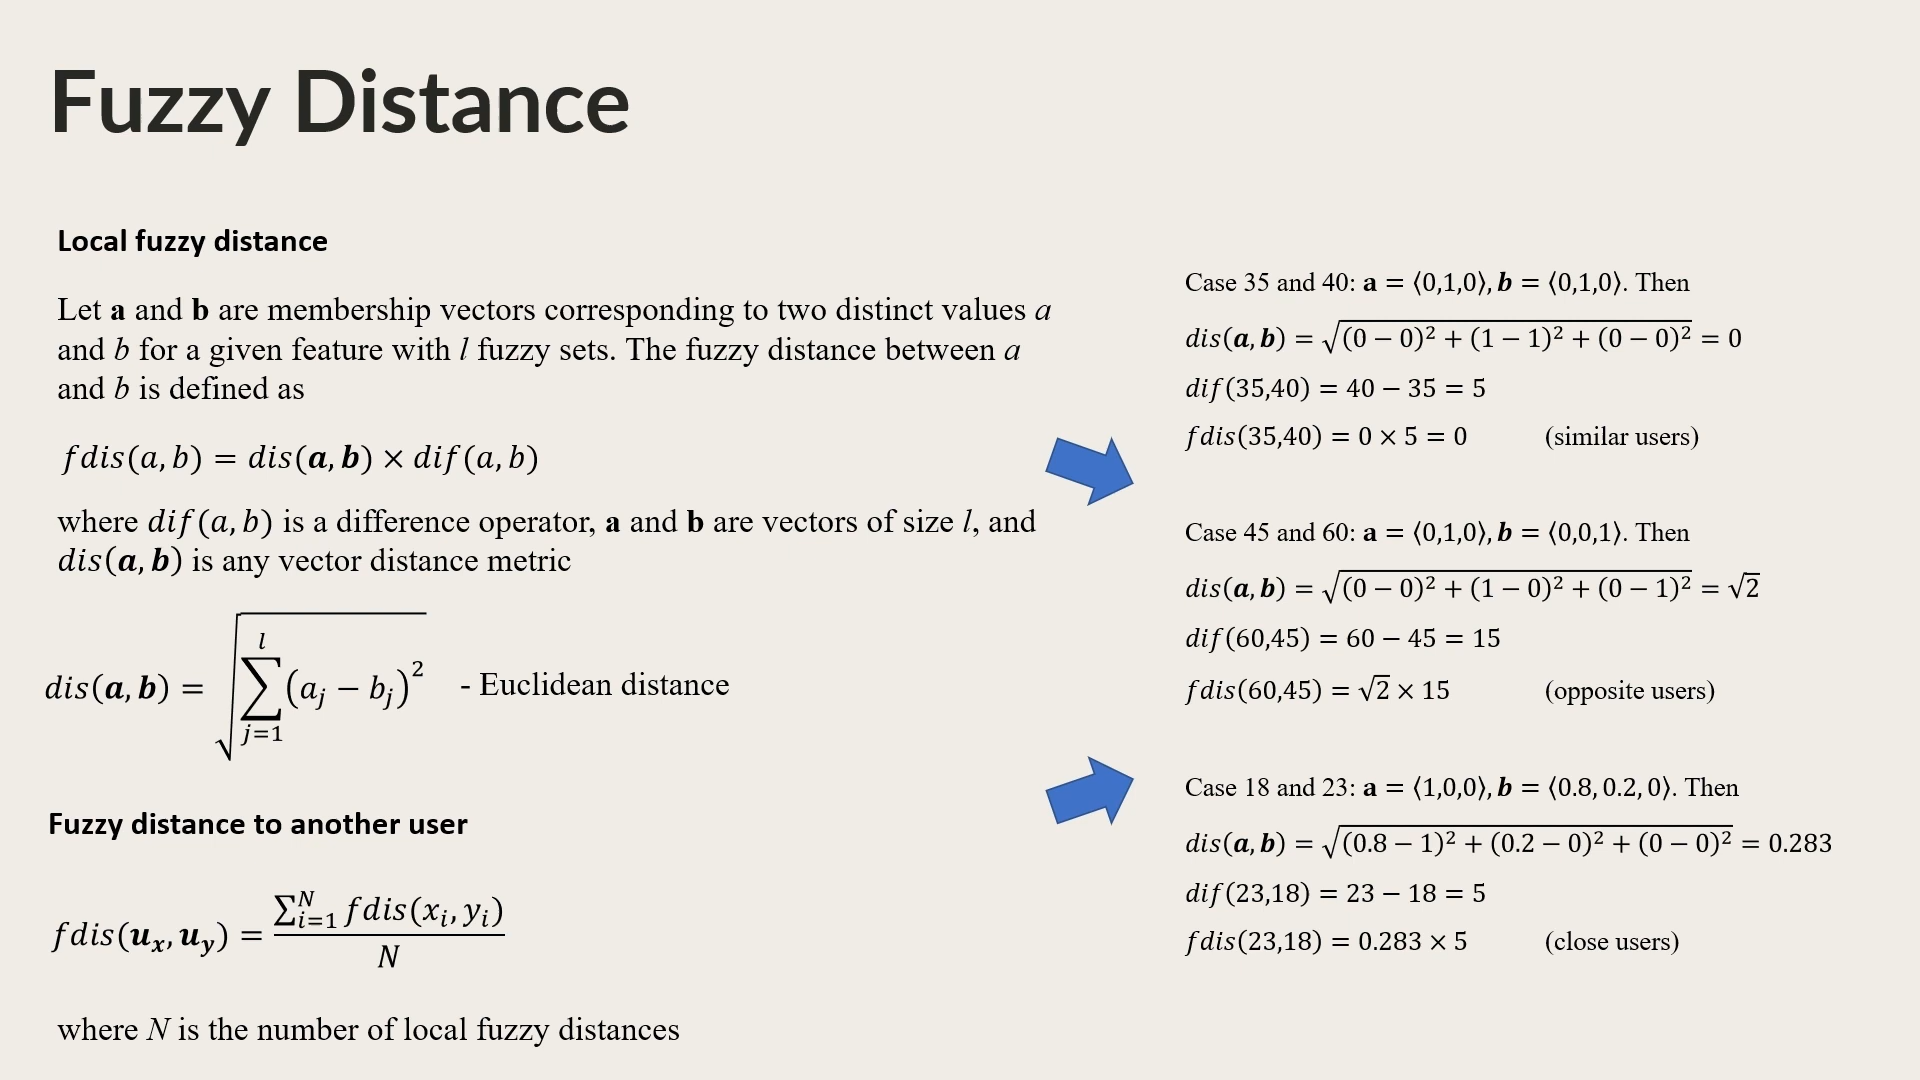 Fuzzy Distance
Local fuzzy distance
Let a and b are membership vectors corresponding to two distinct values a
and b for a given feature with l fuzzy sets. The fuzzy distance between a
and b is defined as
fdis(a, b) = dis(a, b) × dif(a, b)
where dif(a, b) is a difference operator, a and b are vectors of size l, and
dis(a, b) is any vector distance metric
dis(a, b) = √(∑_{j=1}^{l} (a_j − b_j)²) - Euclidean distance
Fuzzy distance to another user
fdis(u_x, u_y) = ∑_{i=1}^{N} fdis(x_i, y_i) / N
where N is the number of local fuzzy distances
Case 35 and 40: a = ⟨0,1,0⟩, b = ⟨0,1,0⟩. Then
dis(a, b) = √((0 − 0)² + (1 − 1)² + (0 − 0)²) = 0
dif(35,40) = 40 − 35 = 5
fdis(35,40) = 0 × 5 = 0 (similar users)
Case 45 and 60: a = ⟨0,1,0⟩, b = ⟨0,0,1⟩. Then
dis(a, b) = √((0 − 0)² + (1 − 0)² + (0 − 1)²) = √2
dif(60,45) = 60 − 45 = 15
fdis(60,45) = √2 × 15 (opposite users)
Case 18 and 23: a = ⟨1,0,0⟩, b = ⟨0.8, 0.2, 0⟩. Then
dis(a, b) = √((0.8 − 1)² + (0.2 − 0)² + (0 − 0)²) = 0.283
dif(23,18) = 23 − 18 = 5
fdis(23,18) = 0.283 × 5 (close users)